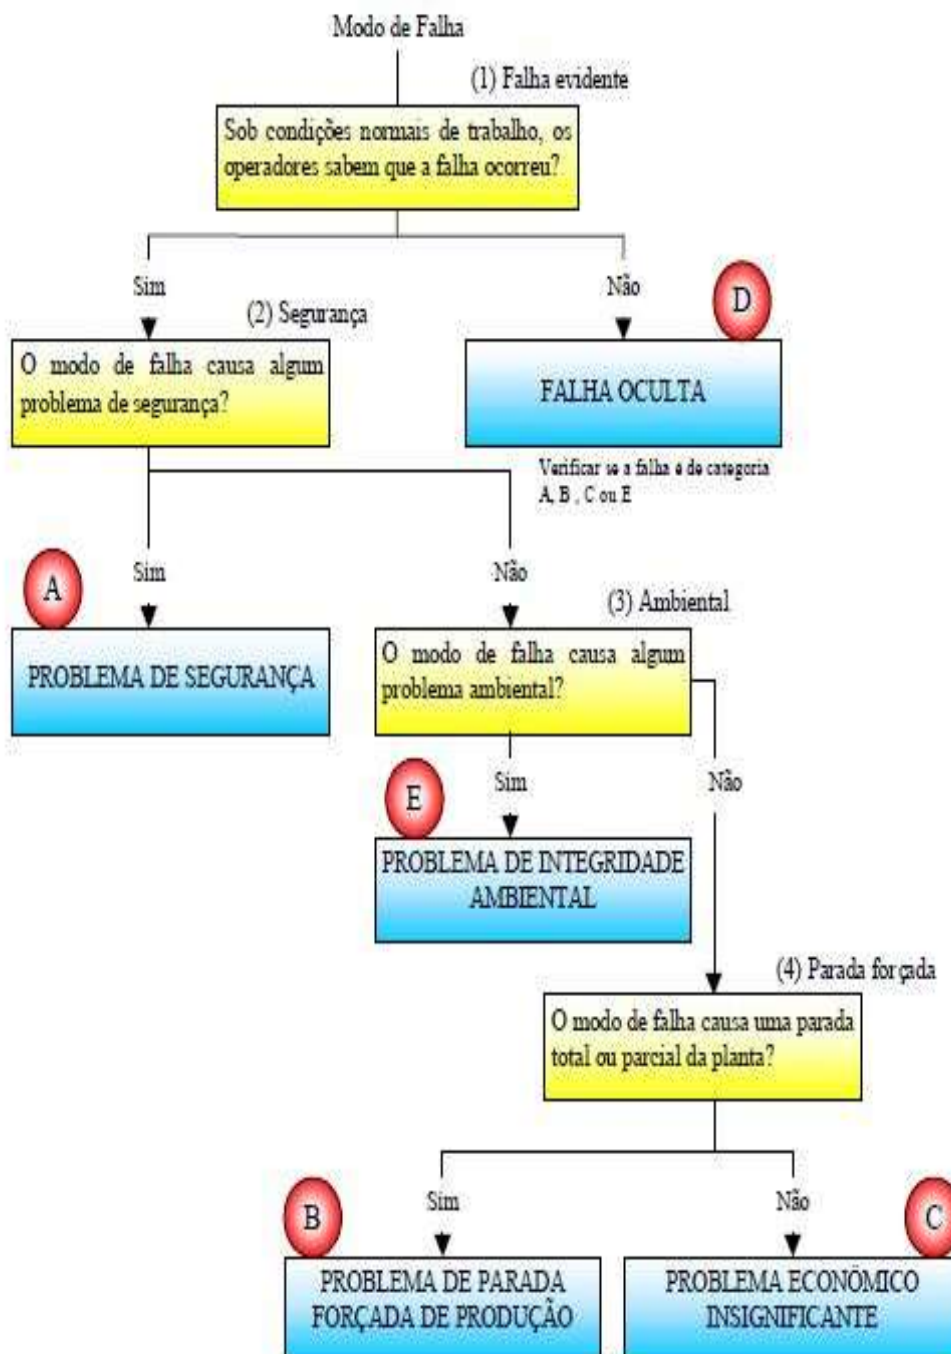 Modo de Falha
(1) Falha evidente
Sob condições normais de trabalho, os
operadores sabem que a falha ocorreu?
Sim
Não
D
(2) Segurança
O modo de falha causa algum
problema de segurança?
FALHA OCULTA
Verificar se a falha é de categoria
A, B , C ou E
A
Sim
Não
(3) Ambiental
PROBLEMA DE SEGURANÇA
O modo de falha causa algum
problema ambiental?
E
Sim
Não
PROBLEMA DE INTEGRIDADE
AMBIENTAL
(4) Parada forçada
O modo de falha causa uma parada
total ou parcial da planta?
B
Sim
Não
C
PROBLEMA DE PARADA
FORÇADA DE PRODUÇÃO
PROBLEMA ECONÔMICO
INSIGNIFICANTE